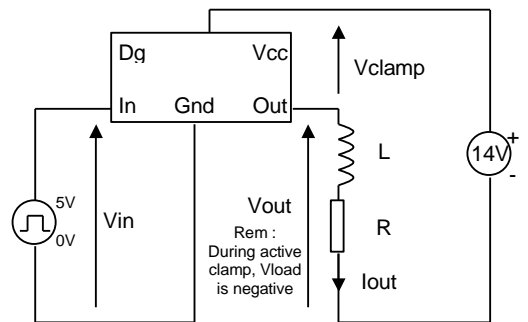 Dg
Vcc
Vclamp
In
Gnd
Out
L
14V
+
-
5V
0V
Vin
Vout
Rem :
During active
clamp, Vload
is negative
R
Iout